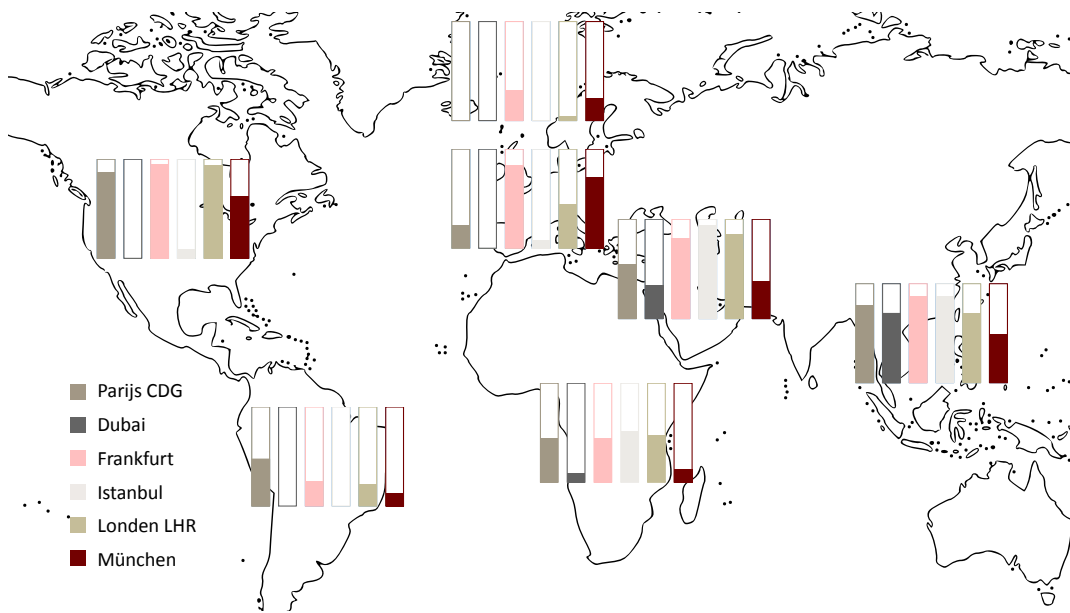 Parijs CDG
Dubai
Frankfurt
Istanbul
Londen LHR
München